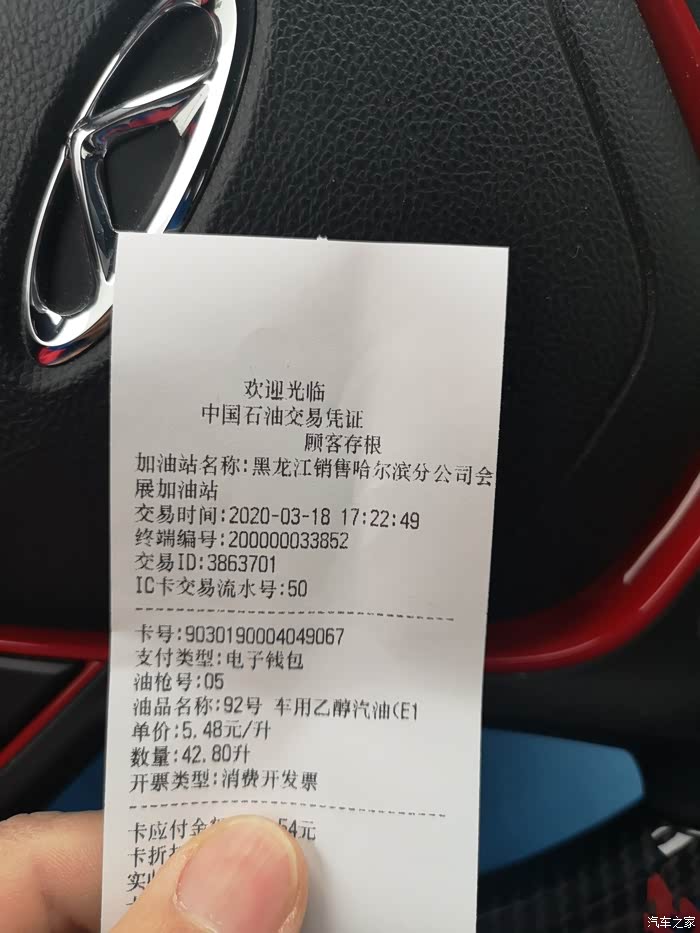 欢迎光临
中国石油交易凭证
顾客存根
加油站名称:黑龙江销售哈尔滨分公司会
展加油站
交易时间:2020-03-18 17:22:49
终端编号:200000033852
交易ID:3863701
IC卡交易流水号:50
卡号:9030190004049067
支付类型:电子钱包
油枪号:05
油品名称:92号 车用乙醇汽油(E1
单价:5.48元/升
数量:42.80升
开票类型:消费开发票
卡应付金 54元
卡折
实
汽车之家